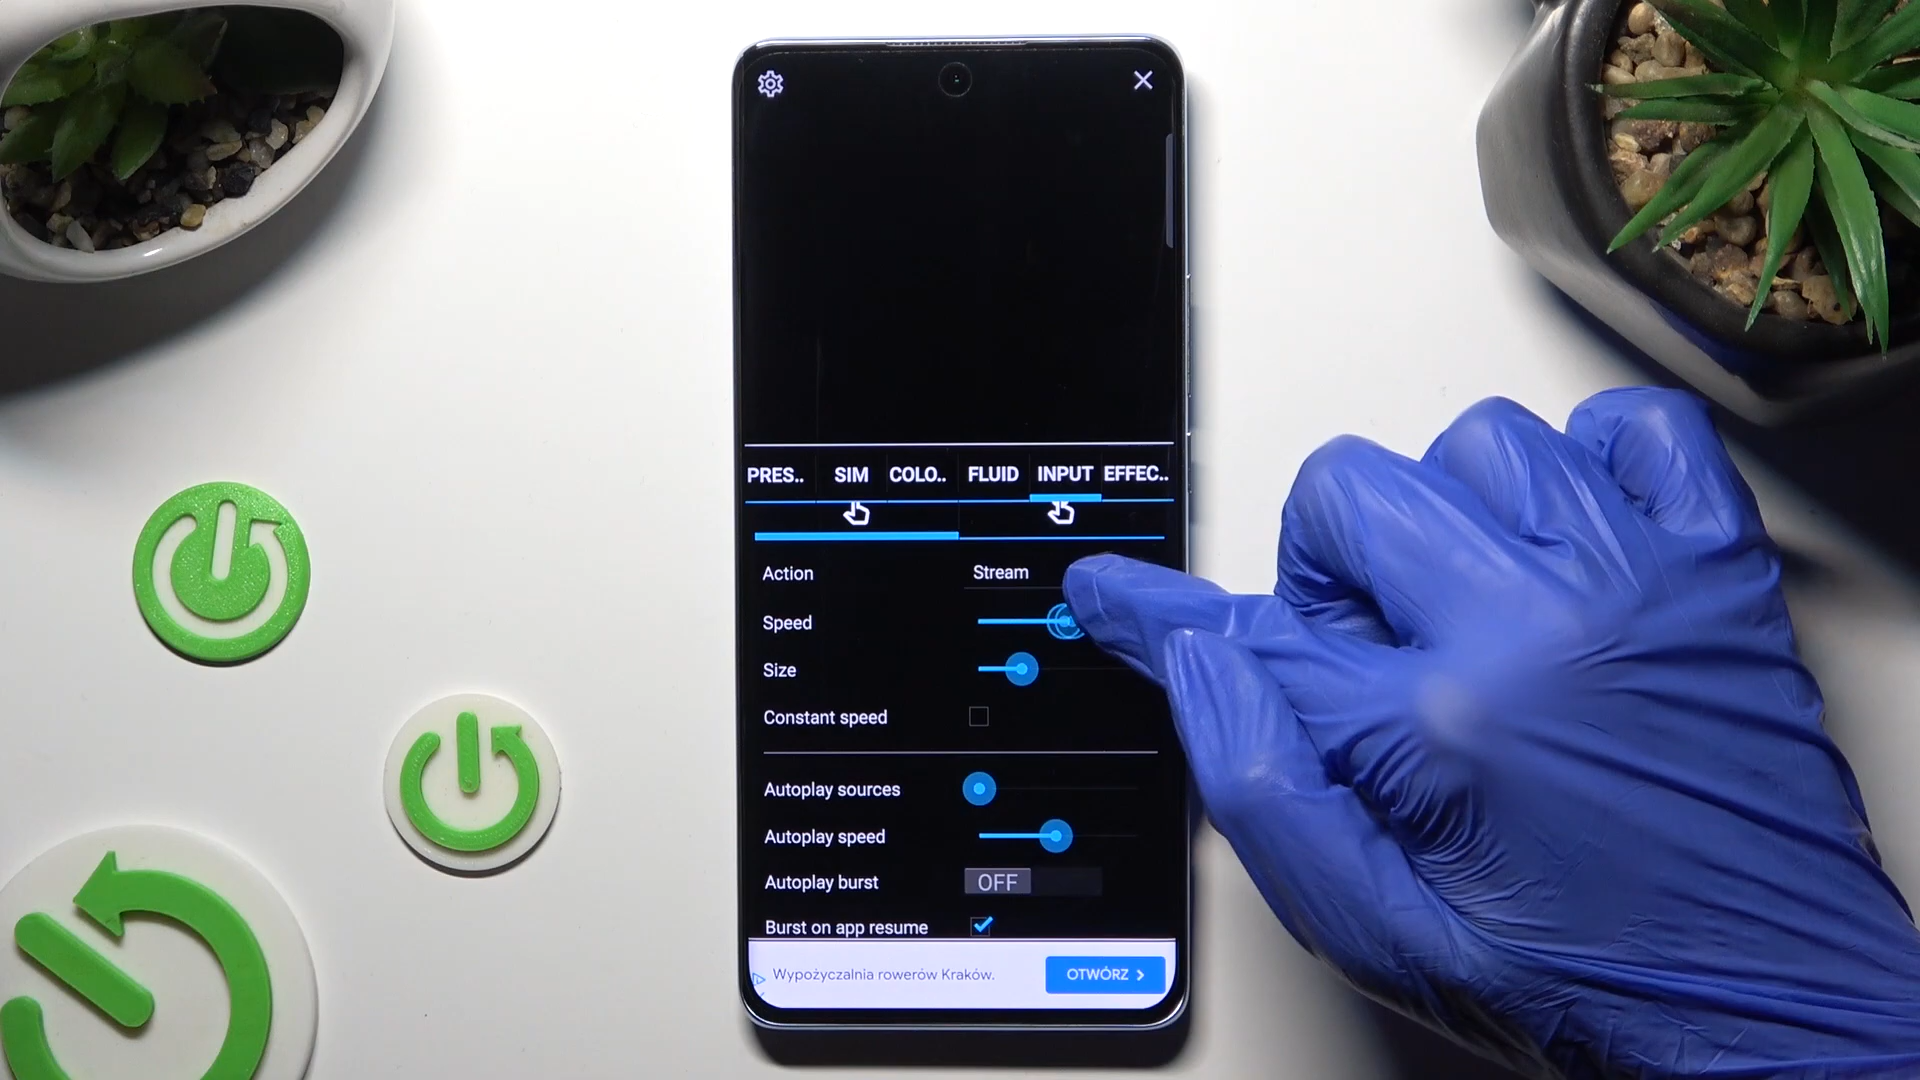 PRES.. SIM COLO.. FLUID INPUT EFFEC..
Action Stream
Speed
Size
Constant speed
Autoplay sources
Autoplay speed
Autoplay burst OFF
Burst on app resume
Wypożyczalnia rowerów Kraków. OTWÓRZ